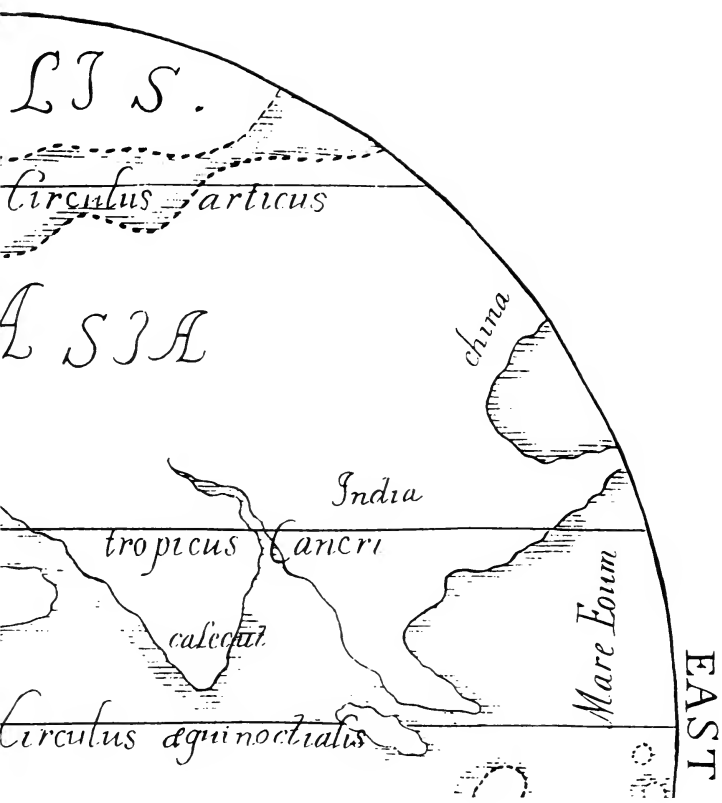 LIS.
Circulus articus
china
ASIA
India
tropicus Cancri
Mare Eoum
calecut
EAST
Circulus æquinoctialis